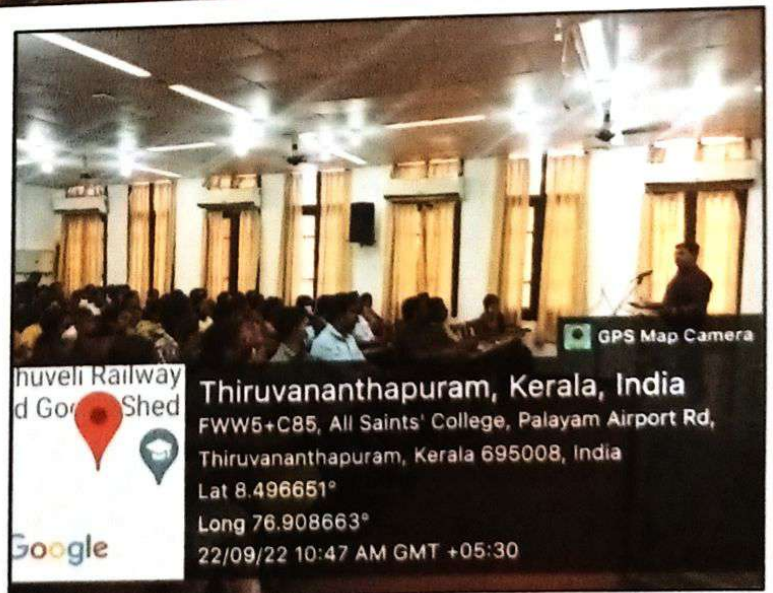 GPS Map Camera
huveli Railway
d Go Shed
Google
Thiruvananthapuram, Kerala, India
FWW5+C85, All Saints' College, Palayam Airport Rd,
Thiruvananthapuram, Kerala 695008, India
Lat 8.496651°
Long 76.908663°
22/09/22 10:47 AM GMT +05:30